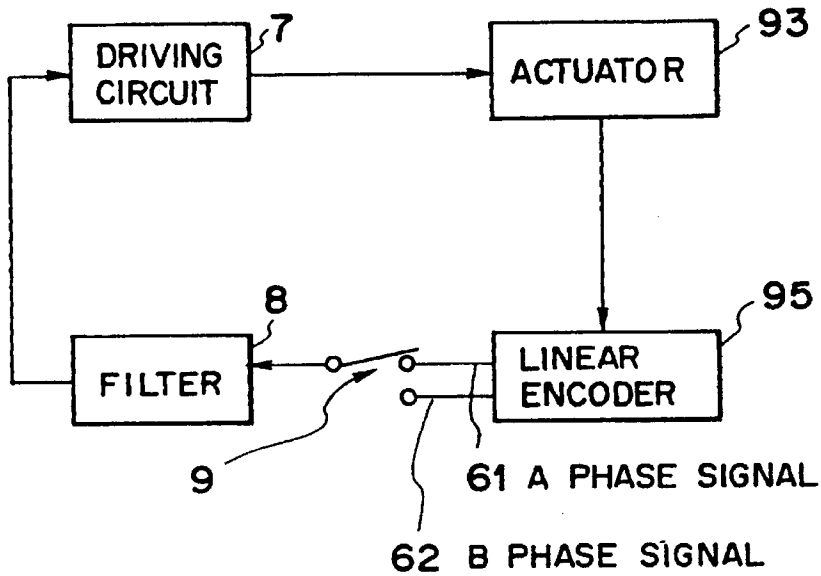 7
93
DRIVING
CIRCUIT
ACTUATOR
8
95
FILTER
LINEAR
ENCODER
9
61 A PHASE SIGNAL
62 B PHASE SIGNAL